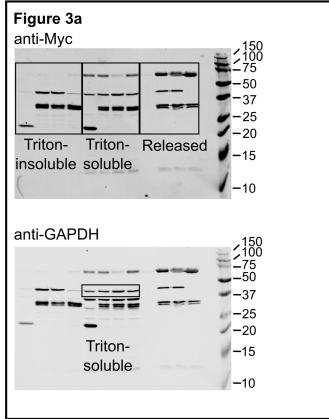 Figure 3a
anti-Myc
150
100
75
50
37
25
20
15
10
Triton-insoluble
Triton-soluble
Released
anti-GAPDH
150
100
75
50
37
25
20
15
10
Triton-soluble